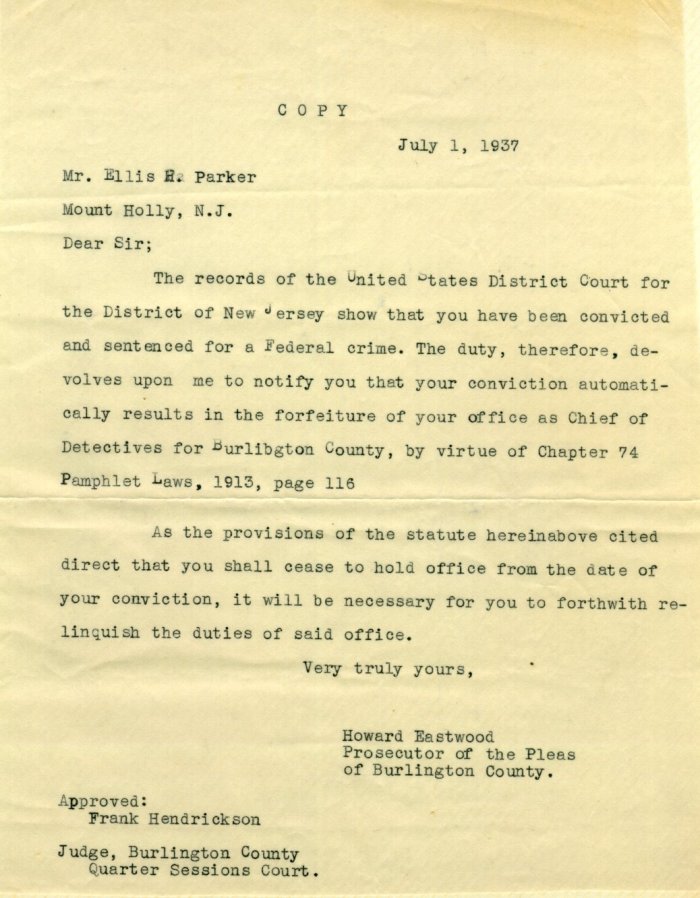 C O P Y
July 1, 1937
Mr. Ellis H. Parker
Mount Holly, N.J.
Dear Sir;
The records of the United States District Court for
the District of New Jersey show that you have been convicted
and sentenced for a Federal crime. The duty, therefore, de-
volves upon me to notify you that your conviction automati-
cally results in the forfeiture of your office as Chief of
Detectives for Burlibgton County, by virtue of Chapter 74
Pamphlet Laws, 1913, page 116
As the provisions of the statute hereinabove cited
direct that you shall cease to hold office from the date of
your conviction, it will be necessary for you to forthwith re-
linquish the duties of said office.
Very truly yours,
Howard Eastwood
Prosecutor of the Pleas
of Burlington County.
Approved:
Frank Hendrickson
Judge, Burlington County
Quarter Sessions Court.